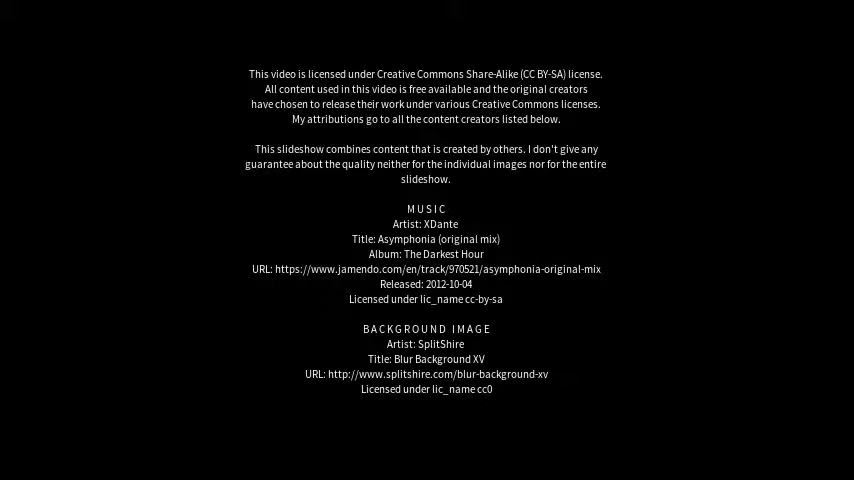 This video is licensed under Creative Commons Share-Alike (CC BY-SA) license.
All content used in this video is free available and the original creators
have chosen to release their work under various Creative Commons licenses.
My attributions go to all the content creators listed below.
This slideshow combines content that is created by others. I don't give any
guarantee about the quality neither for the individual images nor for the entire
slideshow.
MUSIC
Artist: XDante
Title: Asymphonia (original mix)
Album: The Darkest Hour
URL: https://www.jamendo.com/en/track/970521/asymphonia-original-mix
Released: 2012-10-04
Licensed under lic_name cc-by-sa
BACKGROUND IMAGE
Artist: SplitShire
Title: Blur Background XV
URL: http://www.splitshire.com/blur-background-xv
Licensed under lic_name cc0